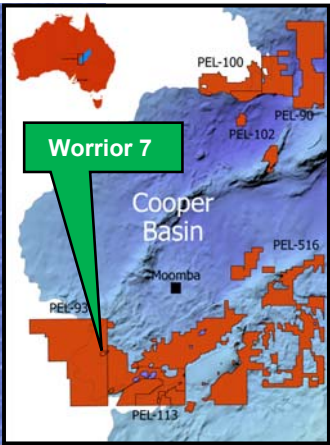 PEL-100
PEL-90
PEL-102
Worrior 7
Cooper
Basin
PEL-516
Moomba
PEL-93
PEL-113